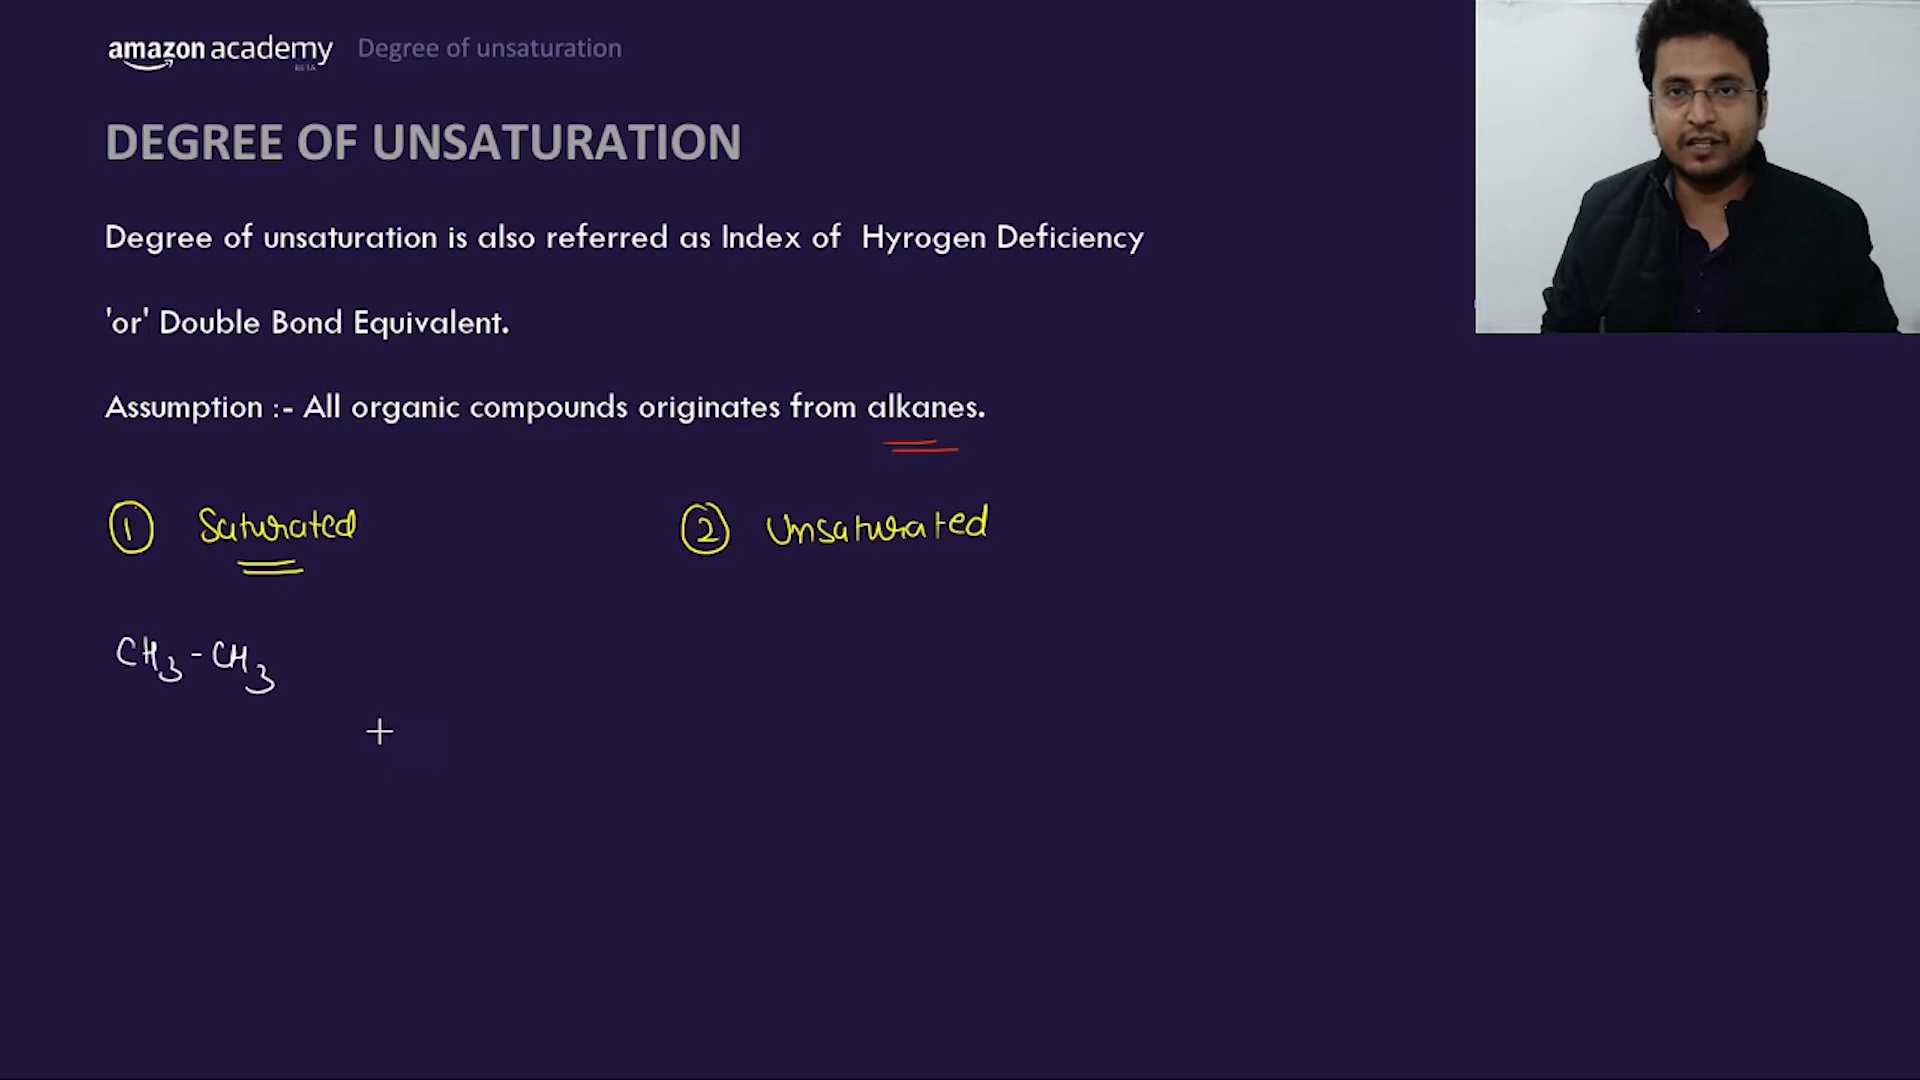 amazon academy Degree of unsaturation
BETA
DEGREE OF UNSATURATION
Degree of unsaturation is also referred as Index of Hyrogen Deficiency
'or' Double Bond Equivalent.
Assumption :- All organic compounds originates from alkanes.
① Saturated ② Unsaturated
CH₃-CH₃